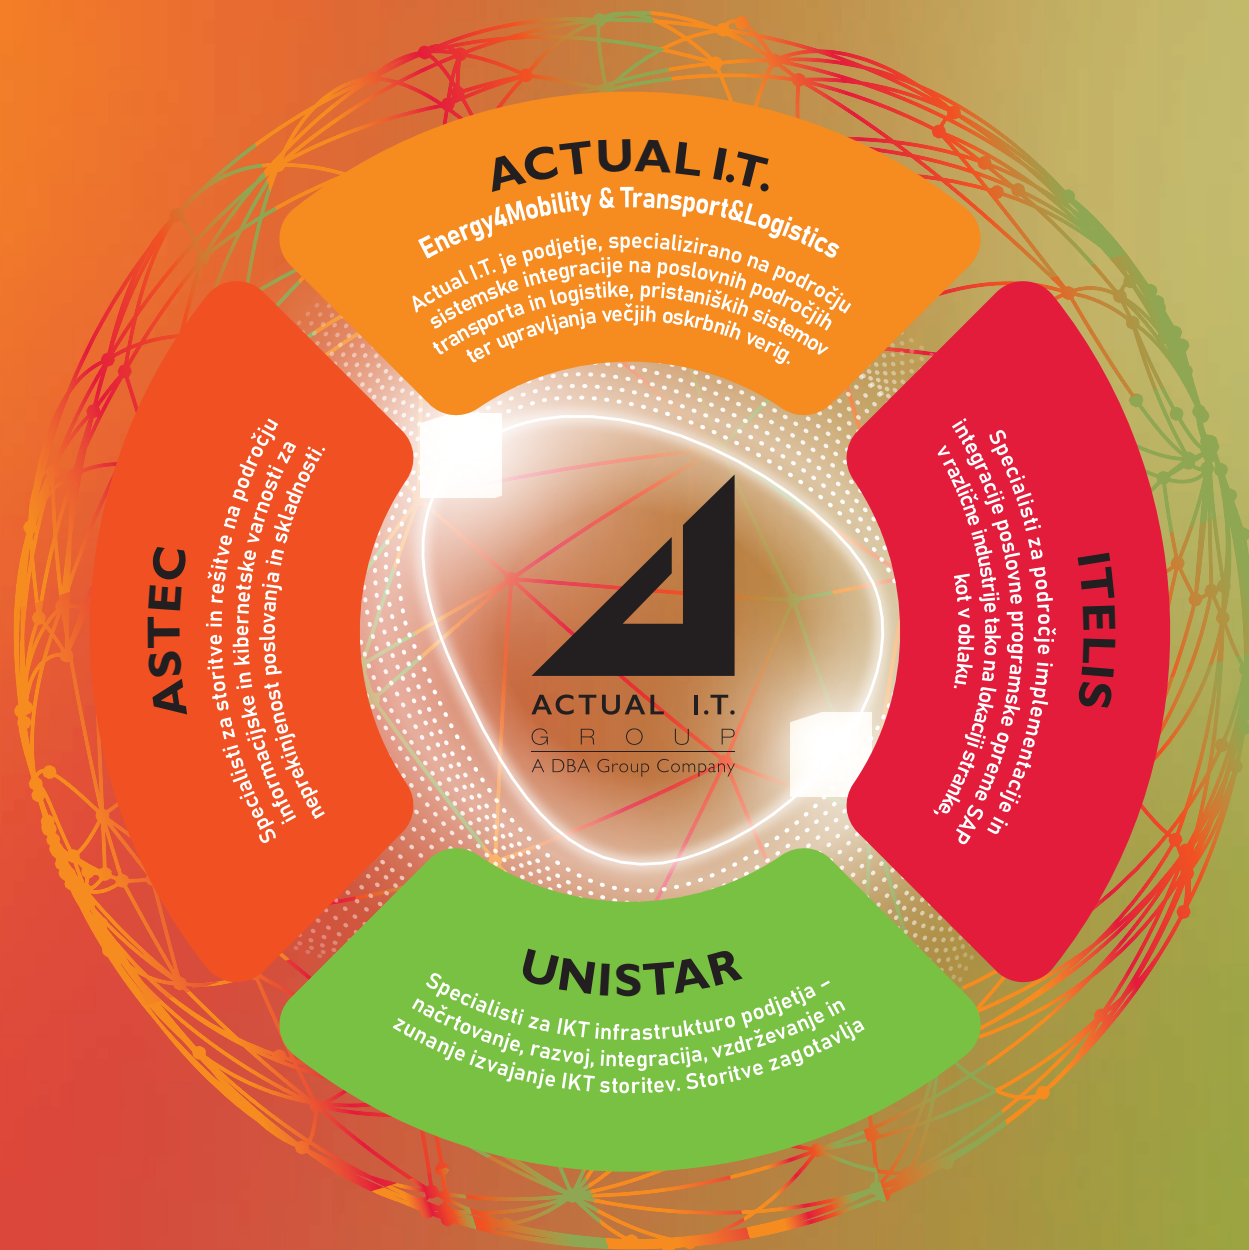 ACTUAL I.T.
Energy4Mobility & Transport&Logistics
Actual I.T. je podjetje, specializirano na področju
sistemske integracije na poslovnih področjih
transporta in logistike, pristaniških sistemov
ter upravljanja večjih oskrbnih verig.
ASTEC
Specialisti za storitve in rešitve na področju
informacijske in kibernetske varnosti za
neprekinjenost poslovanja in skladnosti.
ITELIS
Specialisti za področje implementacije in
integracije poslovne programske opreme SAP
v različne industrije tako na lokaciji stranke,
kot v oblaku.
ACTUAL I.T.
GROUP
A DBA Group Company
UNISTAR
Specialisti za IKT infrastrukturo podjetja –
načrtovanje, razvoj, integracija, vzdrževanje in
zunanje izvajanje IKT storitev. Storitve zagotavlja